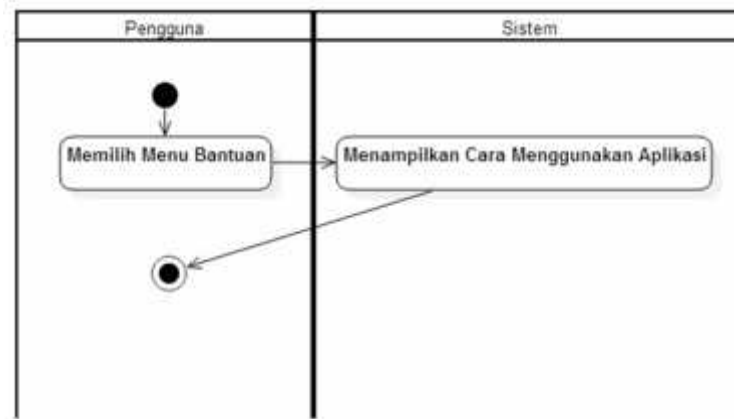 Pengguna
Sistem
Memilih Menu Bantuan
Menampilkan Cara Menggunakan Aplikasi